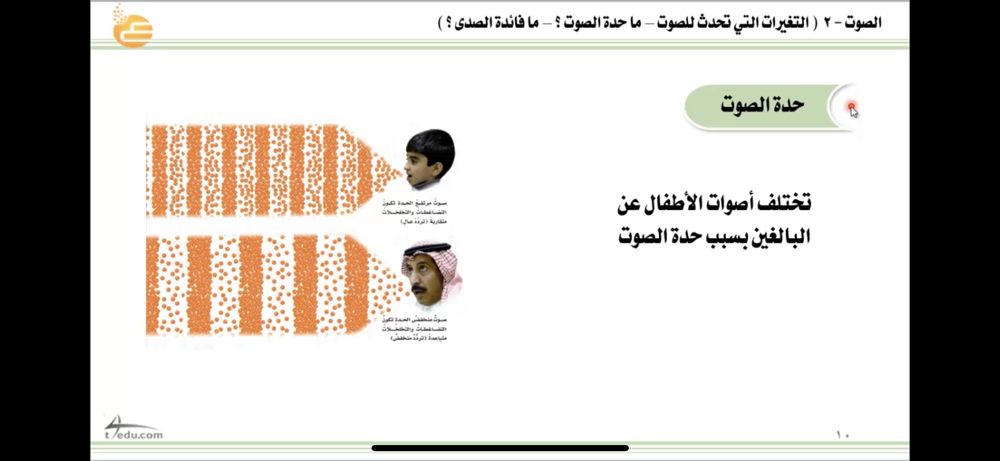 الصوت - ٢ ( التغيرات التي تحدث للصوت – ما حدة الصوت ؟ – ما فائدة الصدى ؟ )
حدة الصوت
تختلف أصوات الأطفال عن
البالغين بسبب حدة الصوت
صوتُ مرتفعُ الحدةِ تكونُ
التضاغطاتُ والتخلخلاتُ
متقاربةً (تردُّدٌ عالٍ)
صوتٌ منخفضُ الحدةِ تكونُ
التضاغطاتُ والتخلخلاتُ
متباعدةً (تردُّدٌ منخفضٌ)
t4edu.com
١٠